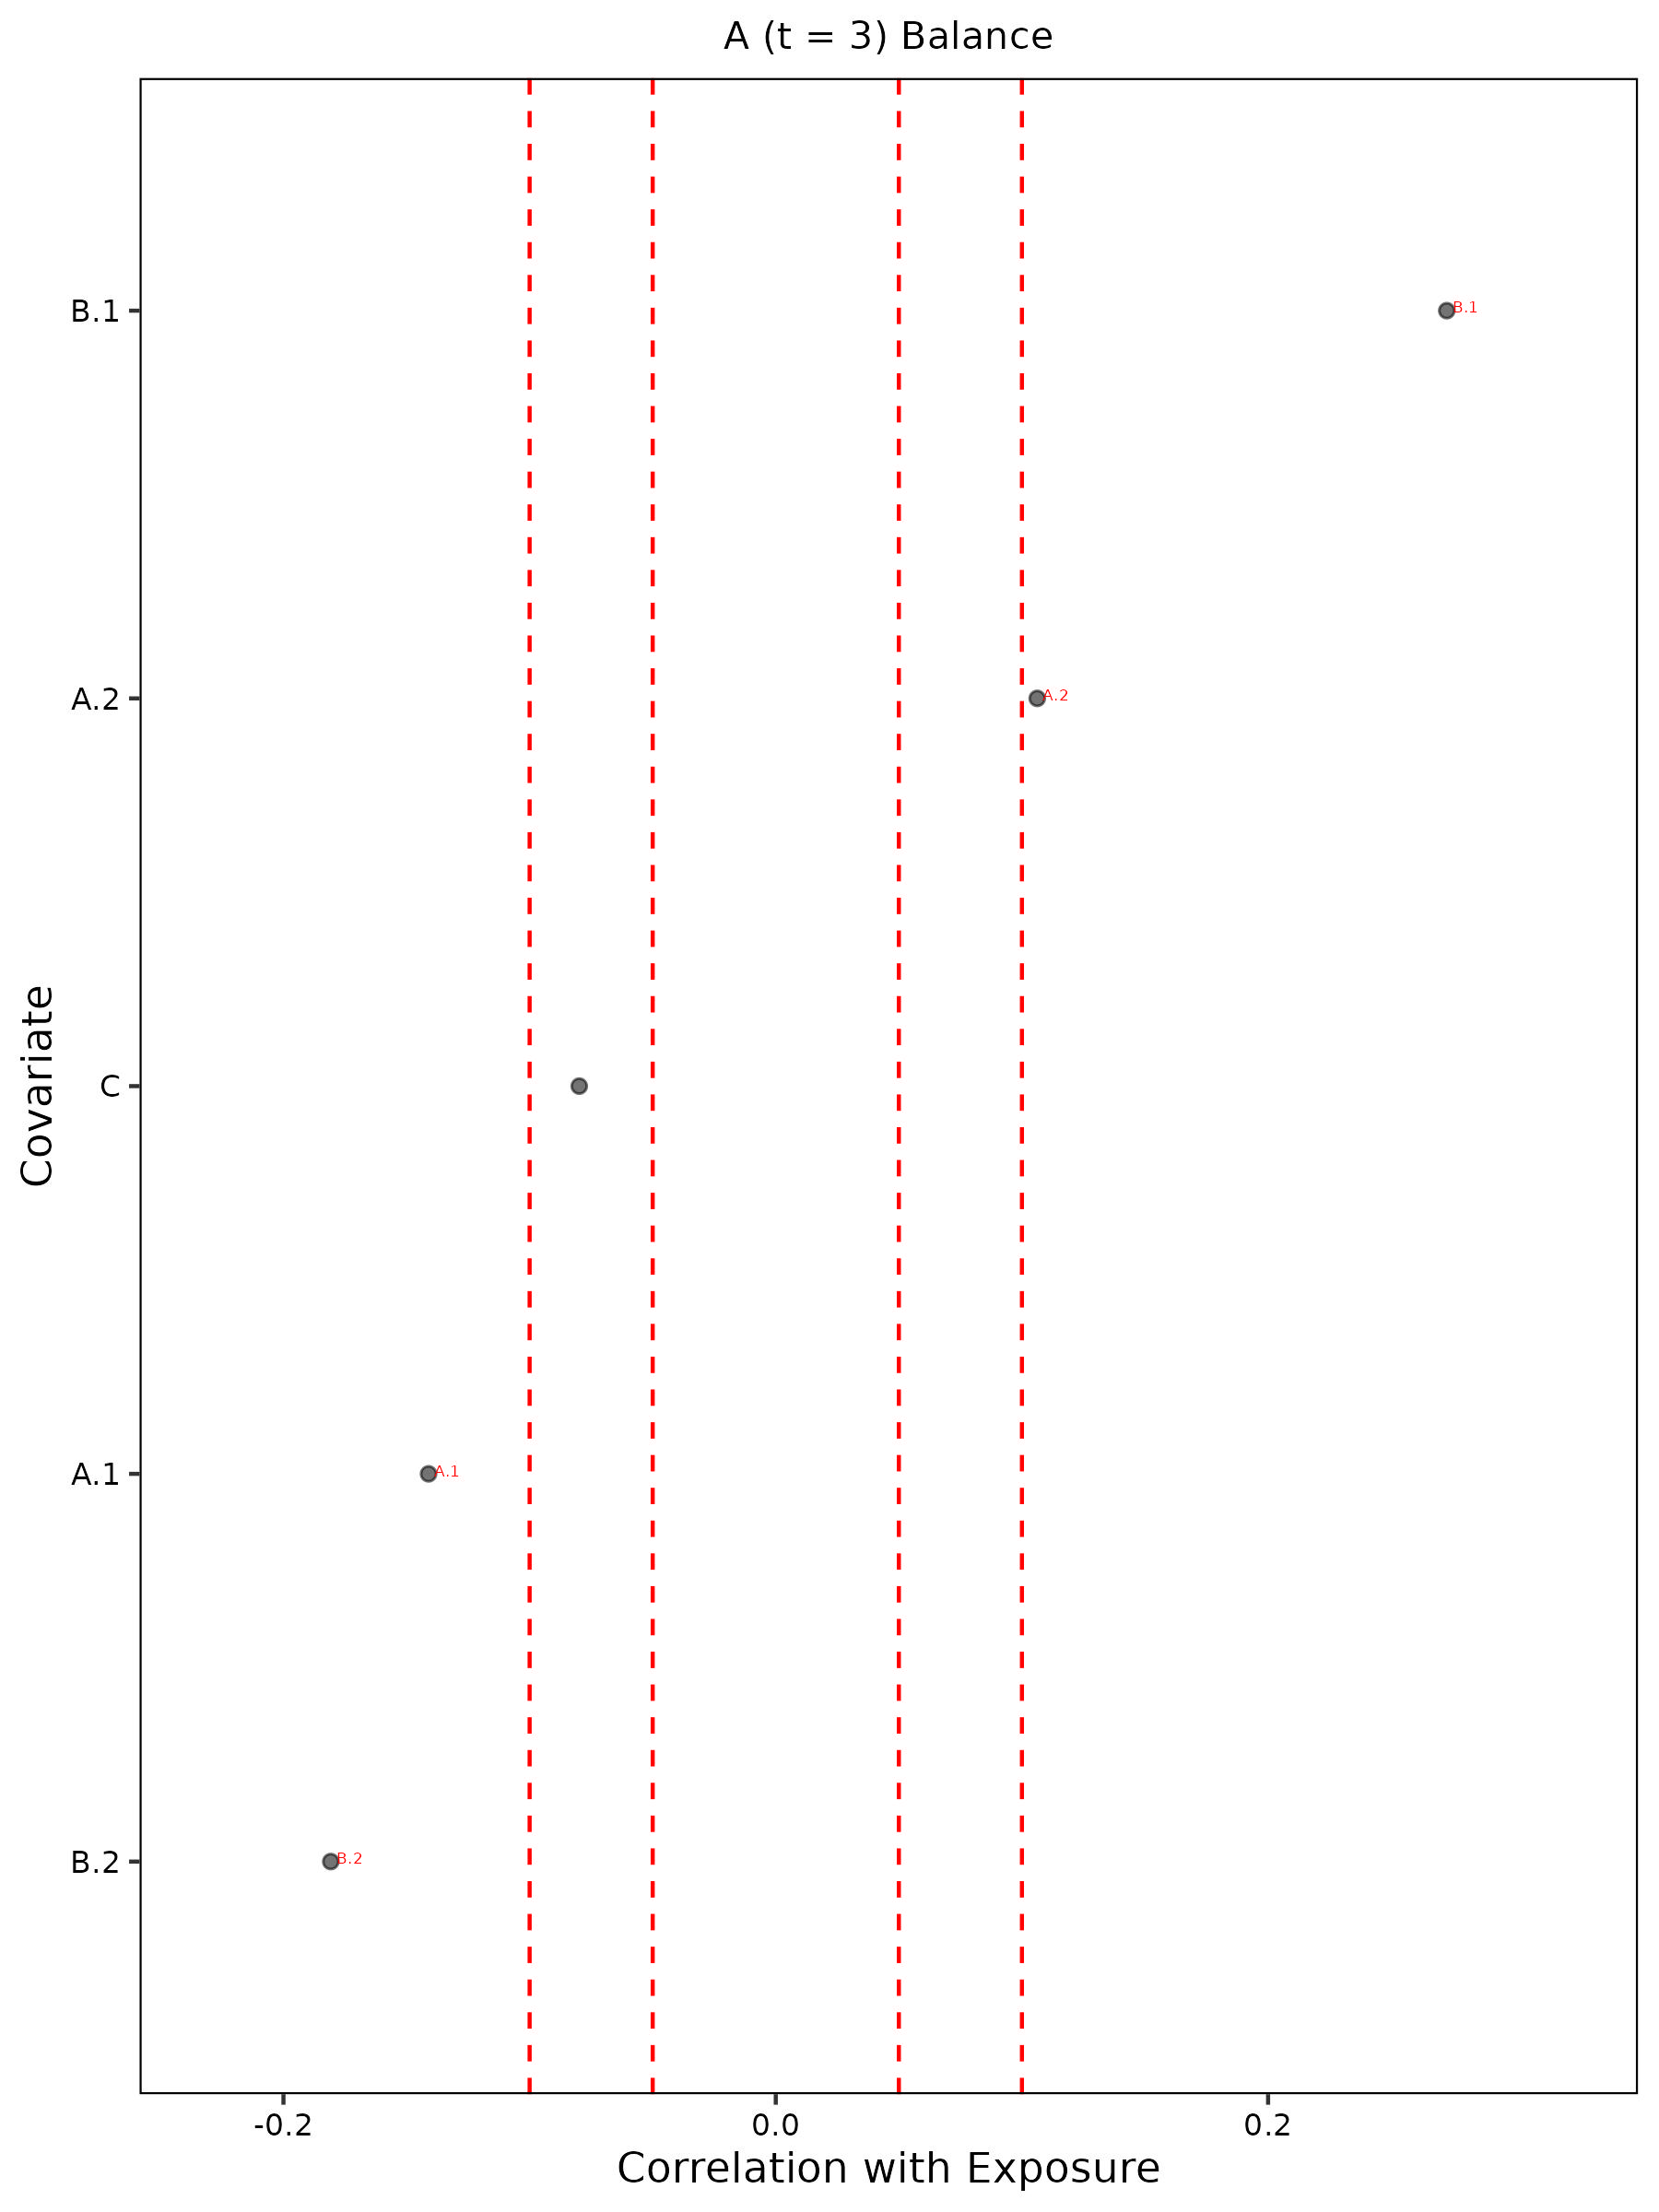 A (t = 3) Balance
B.1
B.1
A.2
A.2
Covariate
C
A.1
A.1
B.2
B.2
-0.2
0.0
0.2
Correlation with Exposure